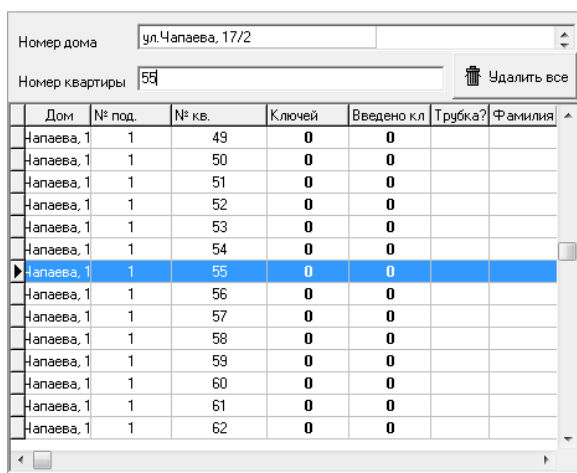 Номер дома ул.Чапаева, 17/2
Номер квартиры 55 Удалить все
Дом № под. № кв. Ключей Введено кл Трубка? Фамилия
Чапаева, 1 1 49 0 0
Чапаева, 1 1 50 0 0
Чапаева, 1 1 51 0 0
Чапаева, 1 1 52 0 0
Чапаева, 1 1 53 0 0
Чапаева, 1 1 54 0 0
Чапаева, 1 1 55 0 0
Чапаева, 1 1 56 0 0
Чапаева, 1 1 57 0 0
Чапаева, 1 1 58 0 0
Чапаева, 1 1 59 0 0
Чапаева, 1 1 60 0 0
Чапаева, 1 1 61 0 0
Чапаева, 1 1 62 0 0